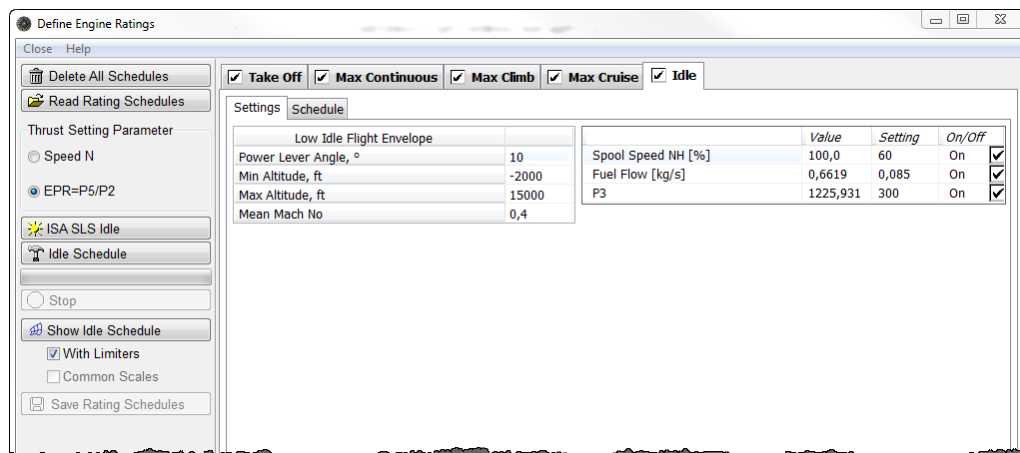 Define Engine Ratings
Close Help
Delete All Schedules
Read Rating Schedules
Thrust Setting Parameter
Speed N
EPR=P5/P2
ISA SLS Idle
Idle Schedule
Stop
Show Idle Schedule
With Limiters
Common Scales
Save Rating Schedules
Take Off Max Continuous Max Climb Max Cruise Idle
Settings Schedule
Low Idle Flight Envelope
Power Lever Angle, ° 10
Min Altitude, ft -2000
Max Altitude, ft 15000
Mean Mach No 0,4
Value Setting On/Off
Spool Speed NH [%] 100,0 60 On
Fuel Flow [kg/s] 0,6619 0,085 On
P3 1225,931 300 On